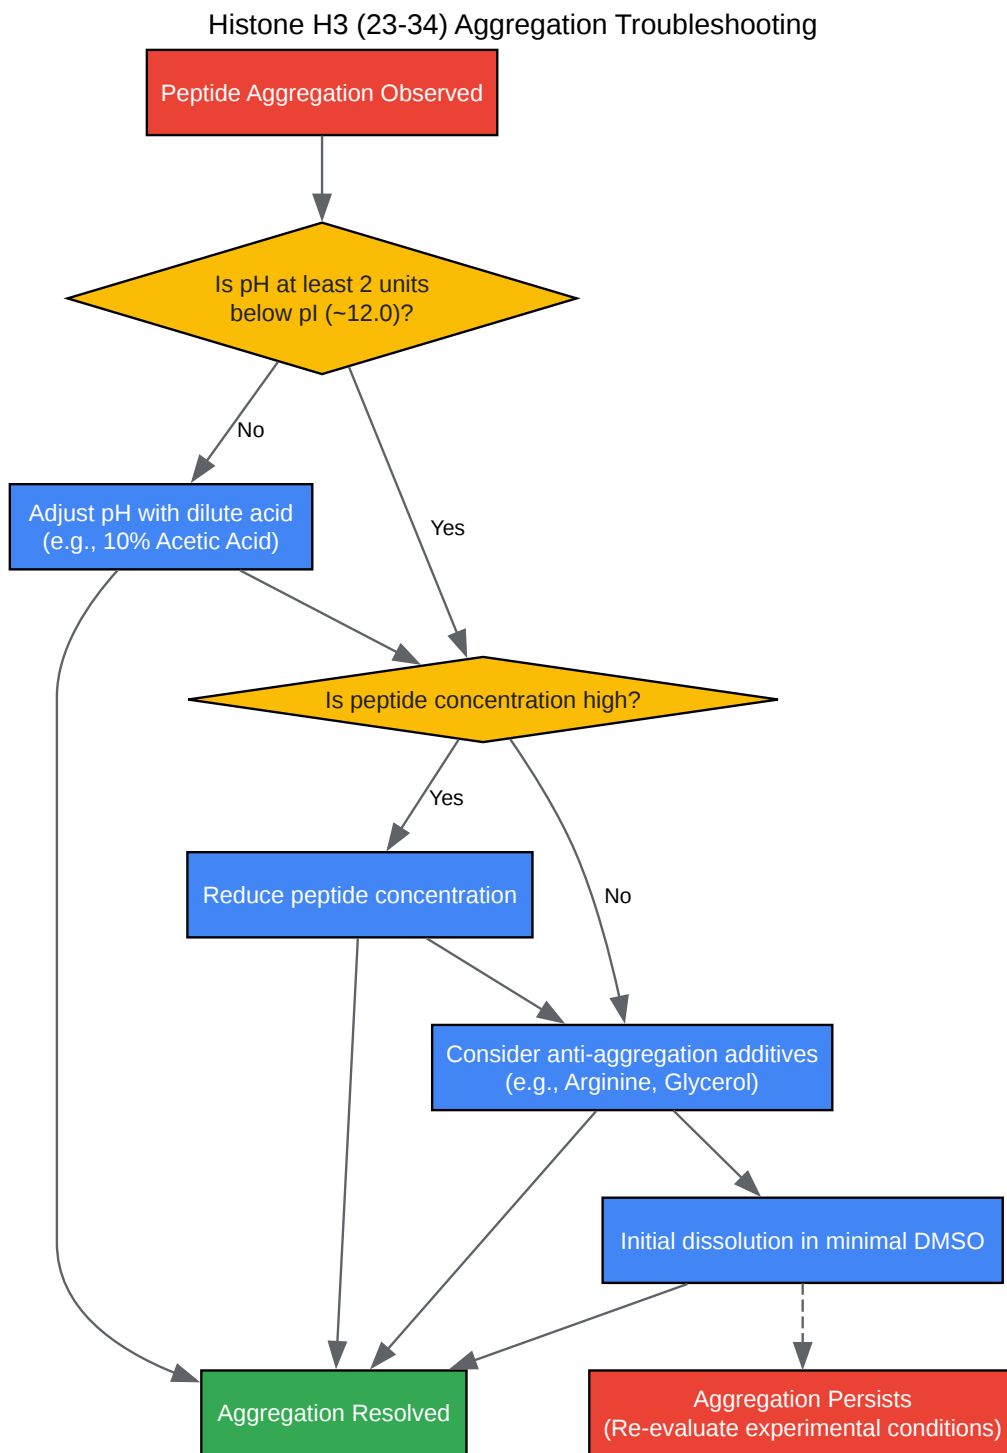 Histone H3 (23-34) Aggregation Troubleshooting
Peptide Aggregation Observed
Is pH at least 2 units
below pI (~12.0)?
No
Yes
Adjust pH with dilute acid
(e.g., 10% Acetic Acid)
Is peptide concentration high?
Yes
No
Reduce peptide concentration
Consider anti-aggregation additives
(e.g., Arginine, Glycerol)
Initial dissolution in minimal DMSO
Aggregation Resolved
Aggregation Persists
(Re-evaluate experimental conditions)